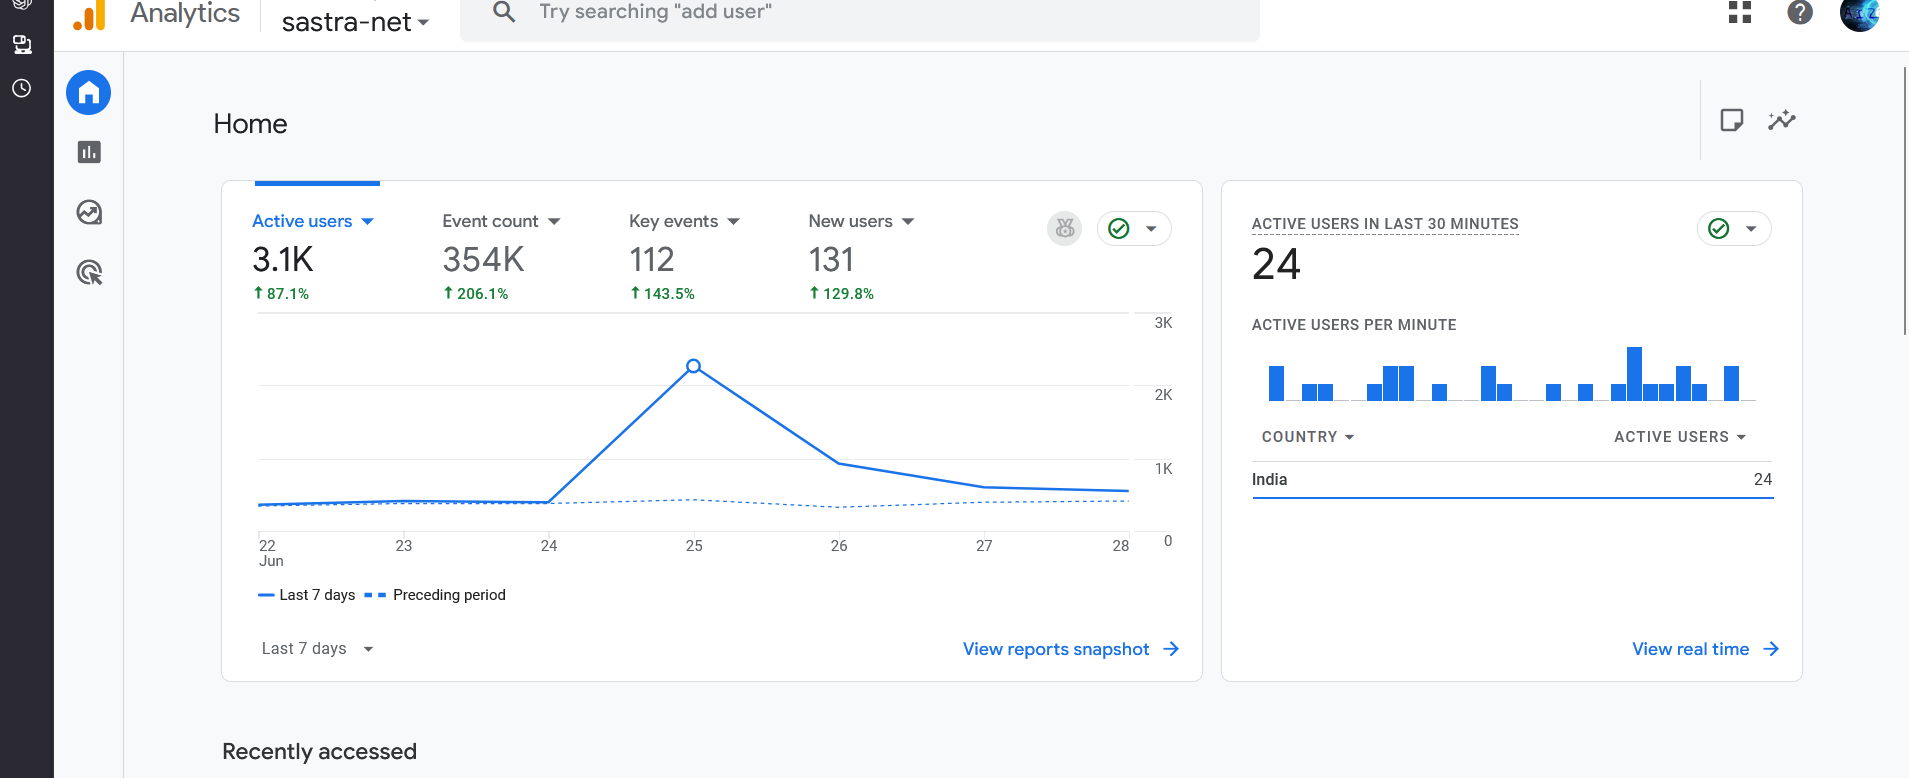 Analytics
sastra-net
Try searching "add user"
Home
Active users
3.1K
87.1%
Event count
354K
206.1%
Key events
112
143.5%
New users
131
129.8%
3K
2K
1K
0
22
Jun
23
24
25
26
27
28
Last 7 days
Preceding period
Last 7 days
View reports snapshot
ACTIVE USERS IN LAST 30 MINUTES
24
ACTIVE USERS PER MINUTE
COUNTRY
ACTIVE USERS
India
24
View real time
Recently accessed